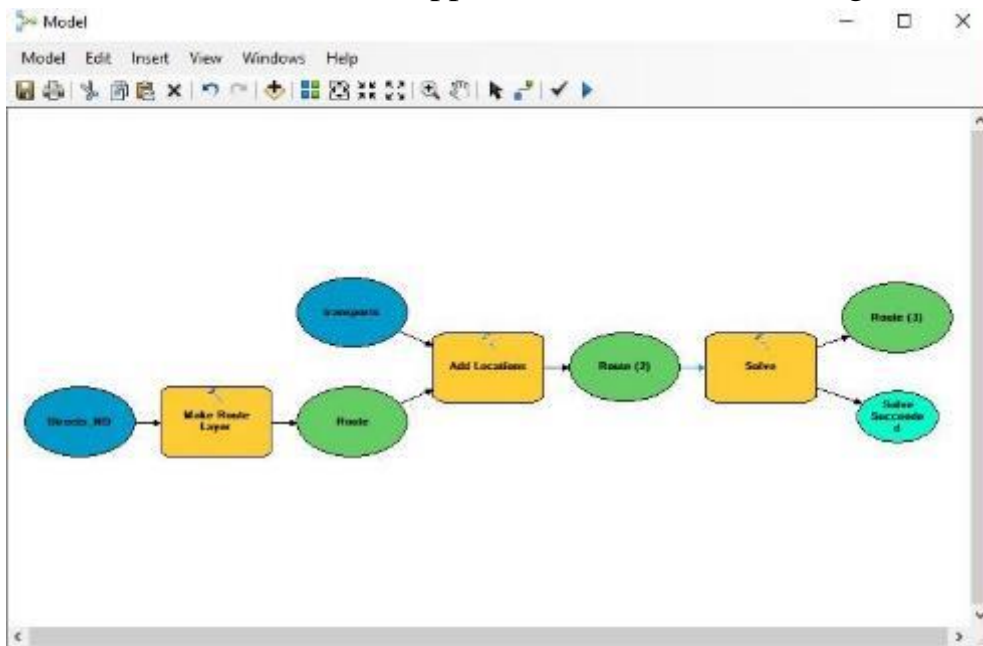 Model
Model Edit Insert View Windows Help
transports
Route (3)
Add Locations
Route (2)
Solve
Make Route
Layer
Route
Solve
Succeede
d